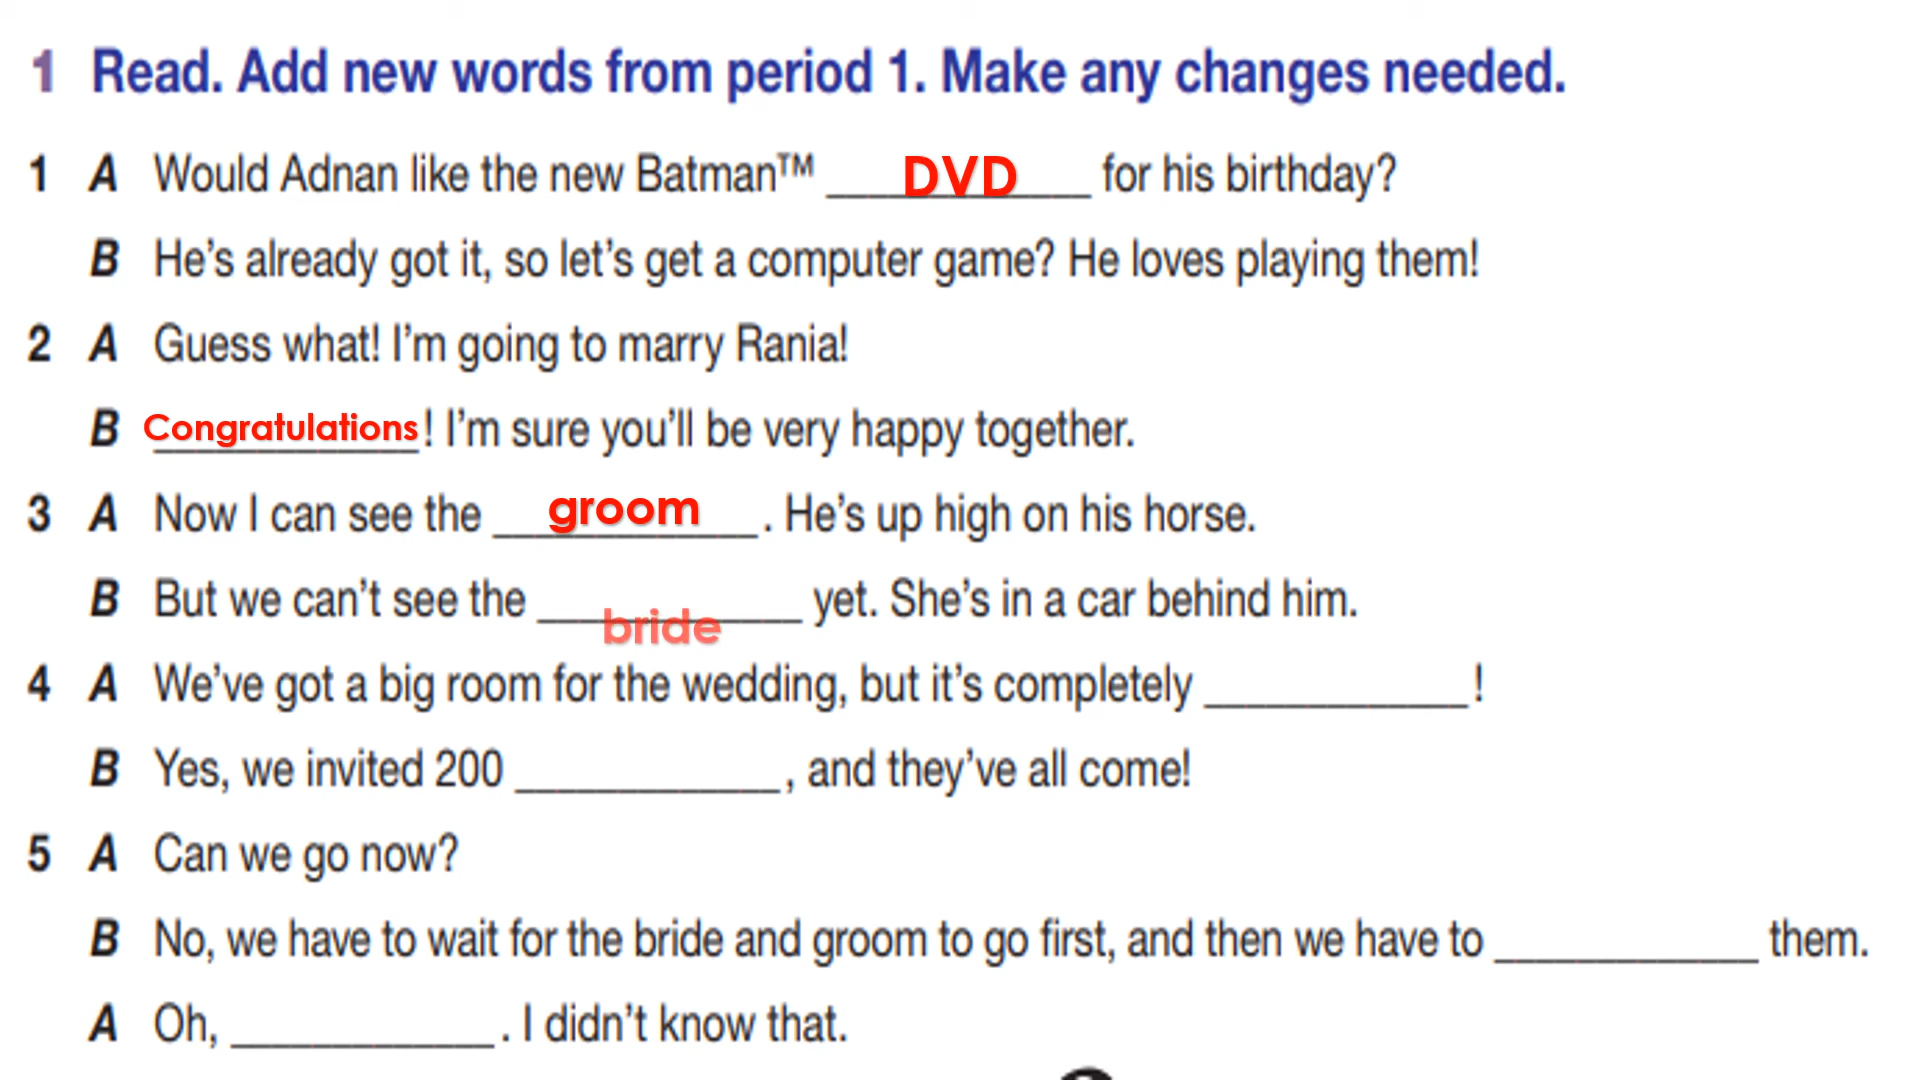 1 Read. Add new words from period 1. Make any changes needed.
1 A Would Adnan like the new Batman™ DVD for his birthday?
B He's already got it, so let's get a computer game? He loves playing them!
2 A Guess what! I'm going to marry Rania!
B Congratulations! I'm sure you'll be very happy together.
3 A Now I can see the groom. He's up high on his horse.
B But we can't see the bride yet. She's in a car behind him.
4 A We've got a big room for the wedding, but it's completely ____________!
B Yes, we invited 200 ____________, and they've all come!
5 A Can we go now?
B No, we have to wait for the bride and groom to go first, and then we have to ____________ them.
A Oh, ____________. I didn't know that.